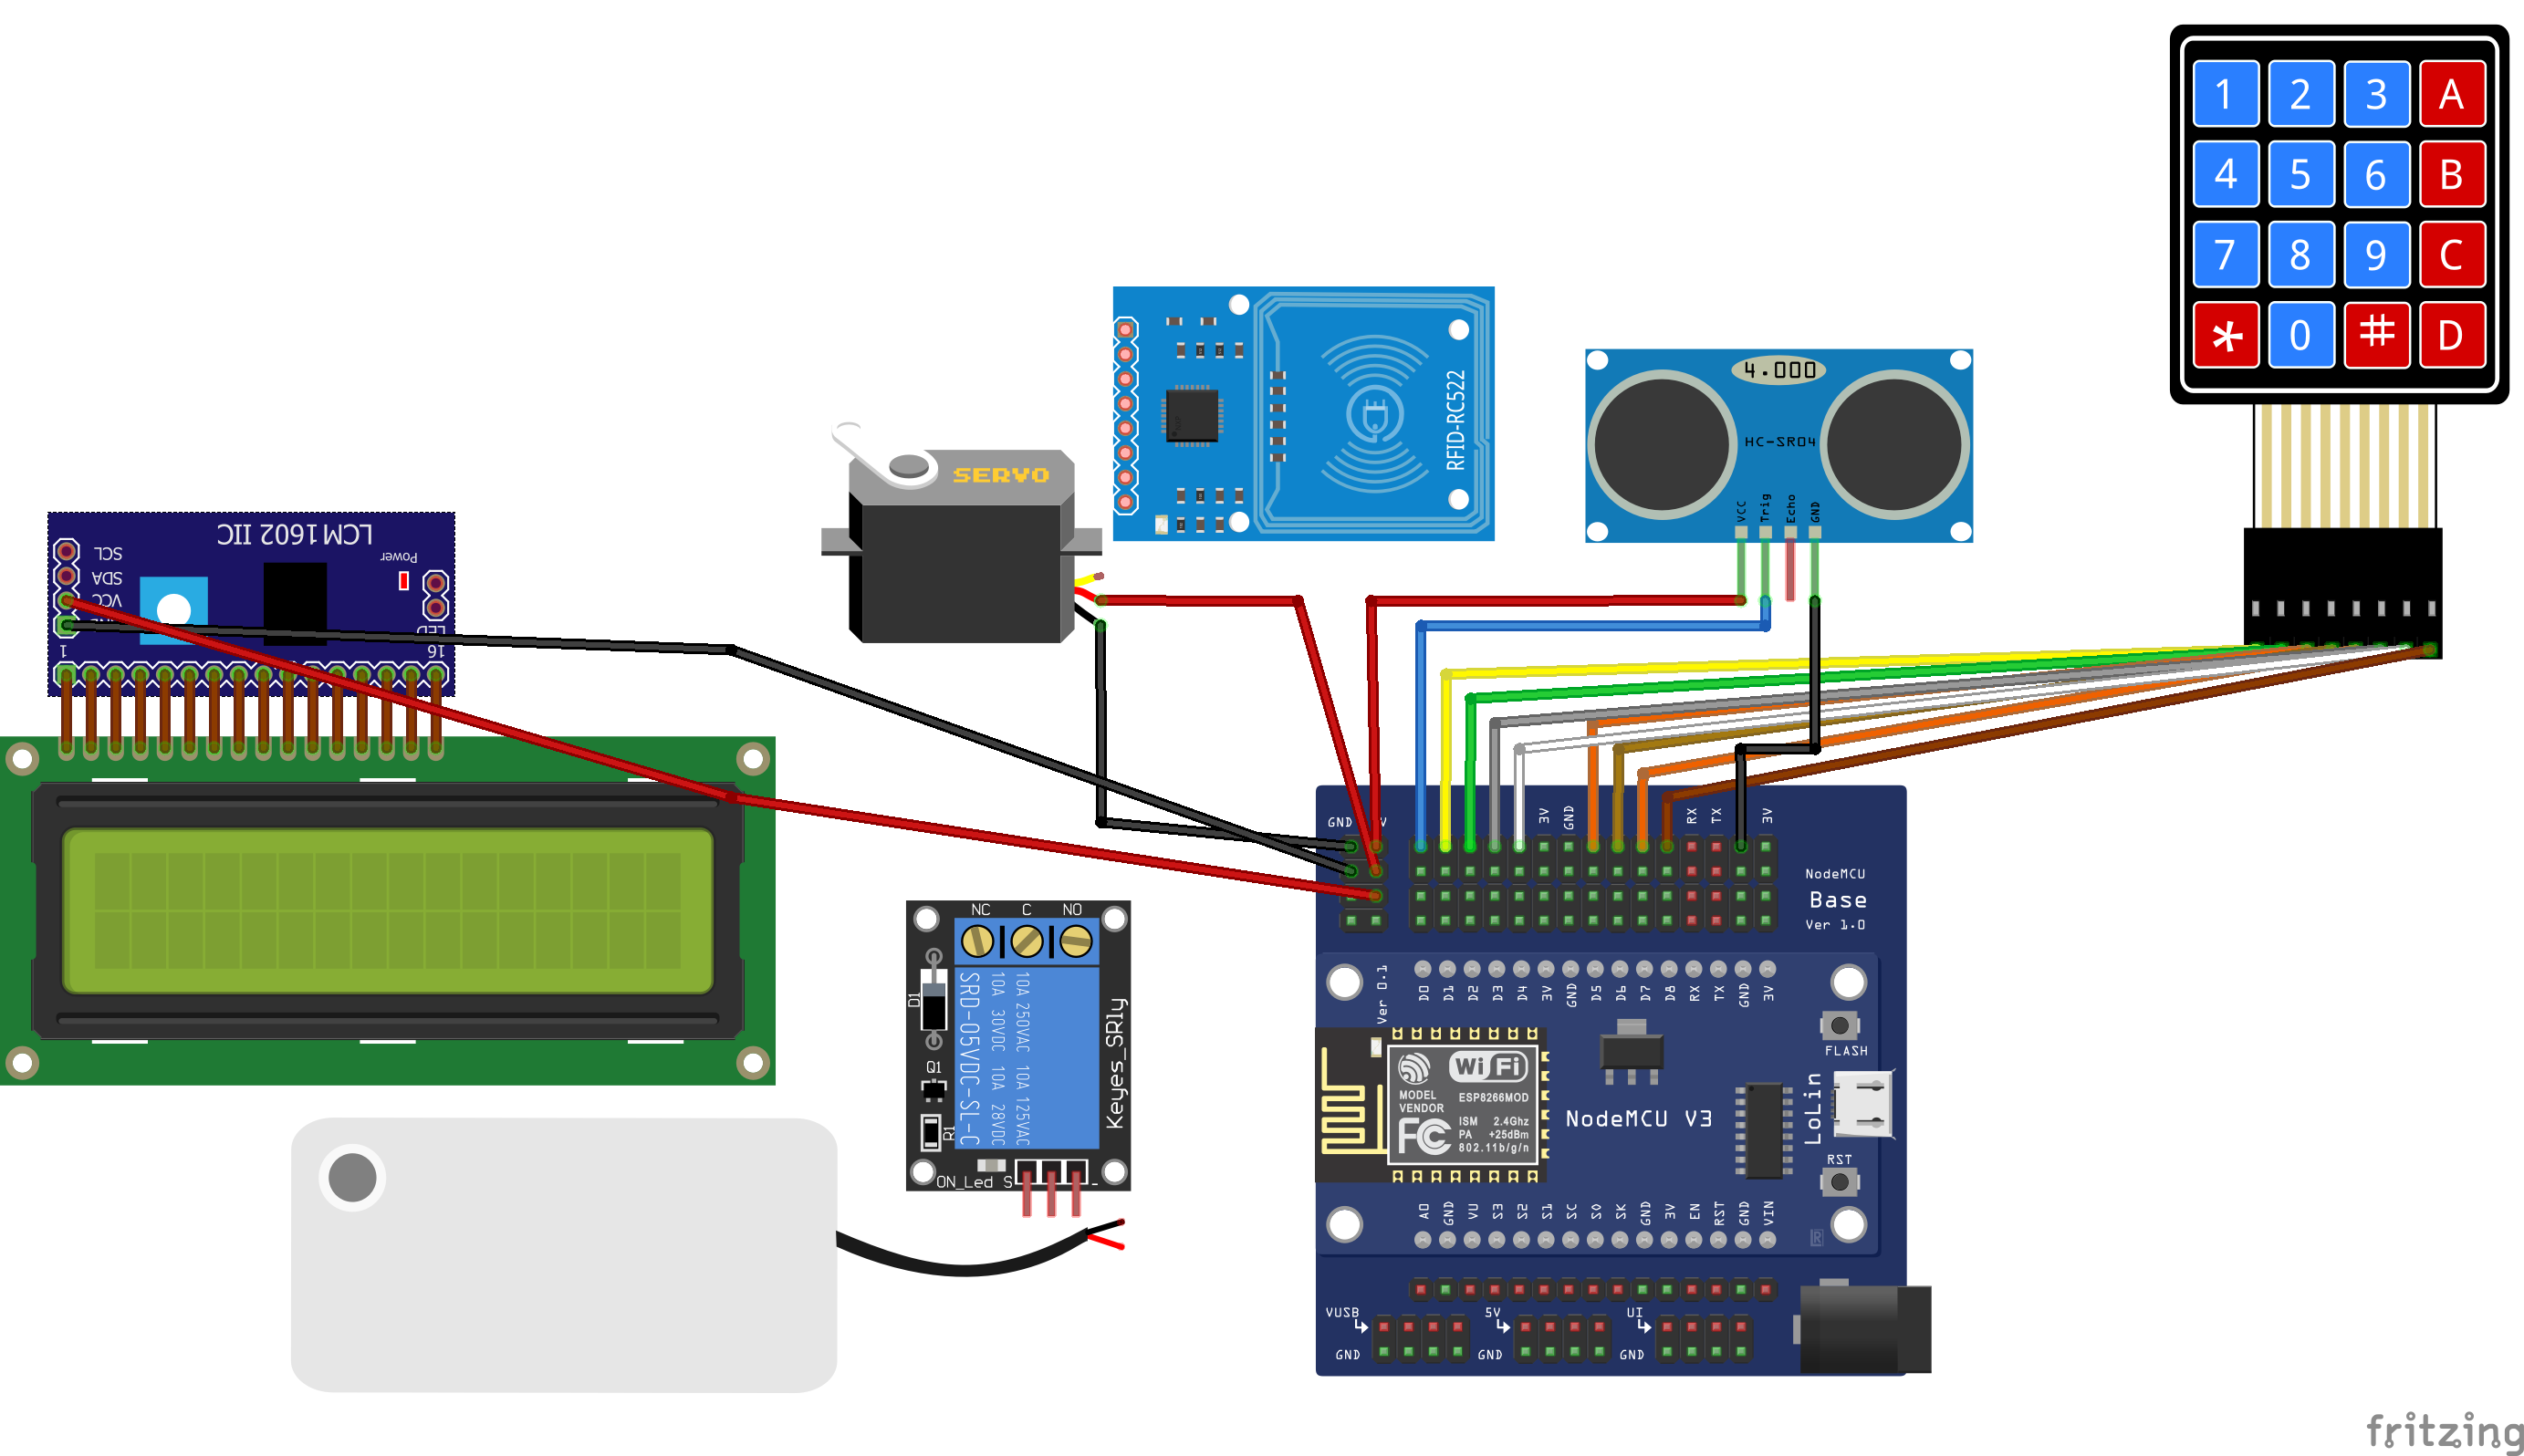 1 2 3 A
4 5 6 B
7 8 9 C
* 0 # D
RFID-RC522
4.000
HC-SR04
VCC Trig Echo GND
SERVO
LCM1602 IIC
SCL
SDA
VCC
Power
LED
1
16
GND
3V GND RX TX 3V
NodeMCU
Base
Ver 1.0
Ver 0.1
D0 D1 D2 D3 D4 3V GND D5 D6 D7 D8 RX TX GND 3V
FLASH
WiFi
MODEL
VENDOR
ESP8266MOD
ISM 2.4Ghz
PA +25dBm
802.11b/g/n
FC
NodeMCU V3
LoLin
RST
A0 GND VU S3 S2 S1 SC S0 SK GND 3V EN RST GND VIN
VUSB
GND
5V
GND
UI
GND
NC C NO
D1
Q1
R1
SRD-05VDC-SL-C
10A 30VDC 10A 28VDC
10A 250VAC 10A 125VAC
Keyes_SRly
ON_Led S -
fritzing